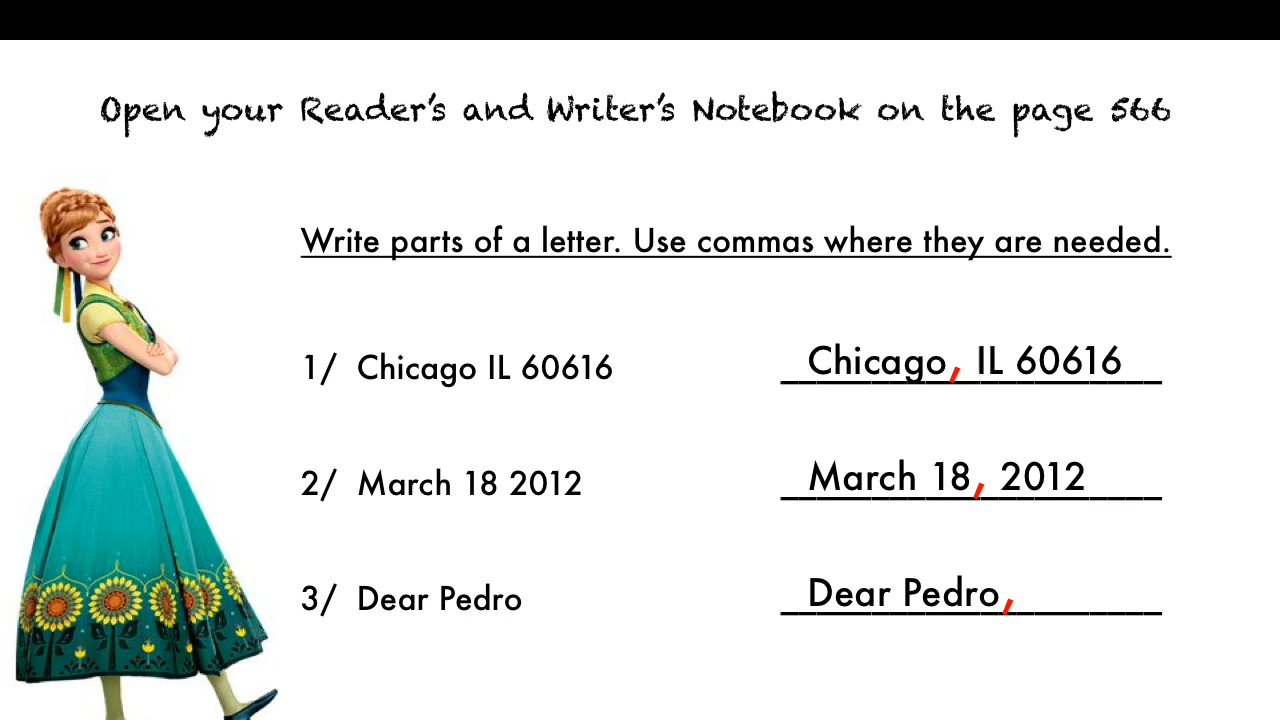 Open your Reader's and Writer's Notebook on the page 566
Write parts of a letter. Use commas where they are needed.
1/ Chicago IL 60616 Chicago, IL 60616
2/ March 18 2012 March 18, 2012
3/ Dear Pedro Dear Pedro,